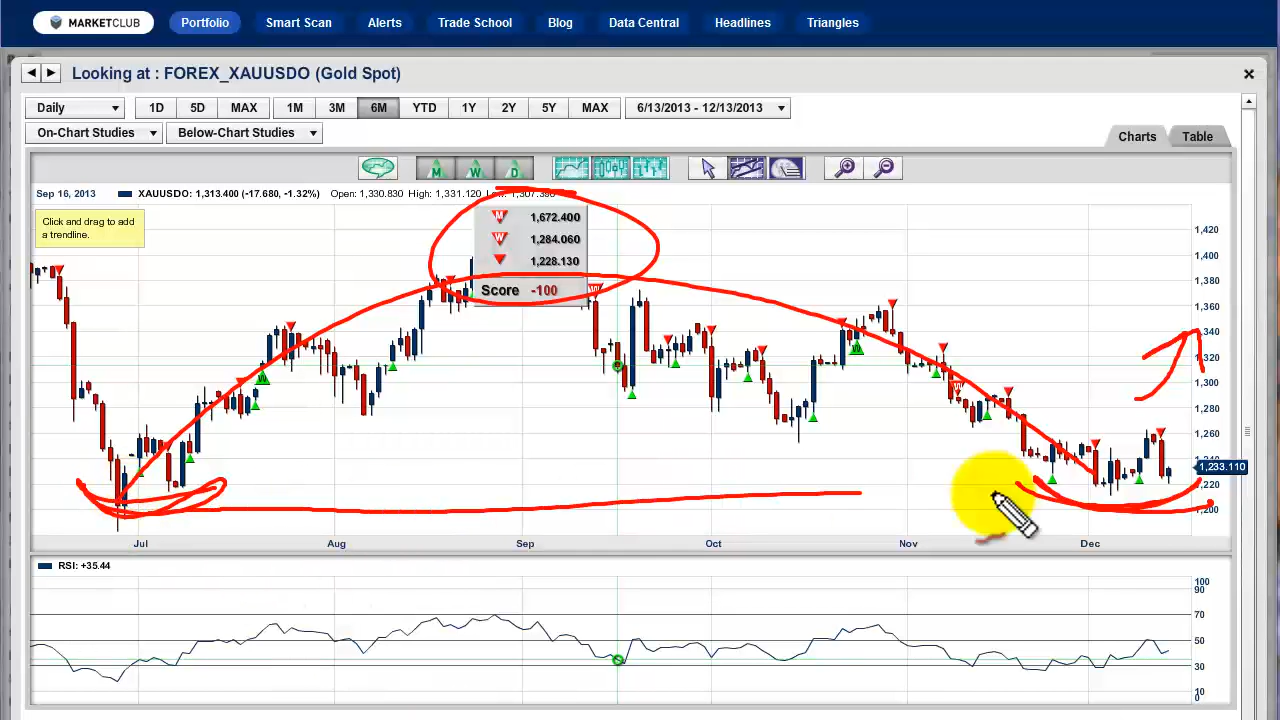 MARKETCLUB Portfolio Smart Scan Alerts Trade School Blog Data Central Headlines Triangles
Looking at : FOREX_XAUUSDO (Gold Spot)
Daily 1D 5D MAX 1M 3M 6M YTD 1Y 2Y 5Y MAX 6/13/2013 - 12/13/2013
On-Chart Studies Below-Chart Studies
Charts Table
M W D
Sep 16, 2013 XAUUSDO: 1,313.400 (-17.680, -1.32%) Open: 1,330.830 High: 1,331.120
Click and drag to add
a trendline.
M 1,672.400
W 1,284.060
1,228.130
Score -100
1,420
1,400
1,380
1,360
1,340
1,320
1,300
1,280
1,260
1,233.110
1,220
1,200
Jul Aug Sep Oct Nov Dec
RSI: +35.44
100
90
70
50
30
10
0